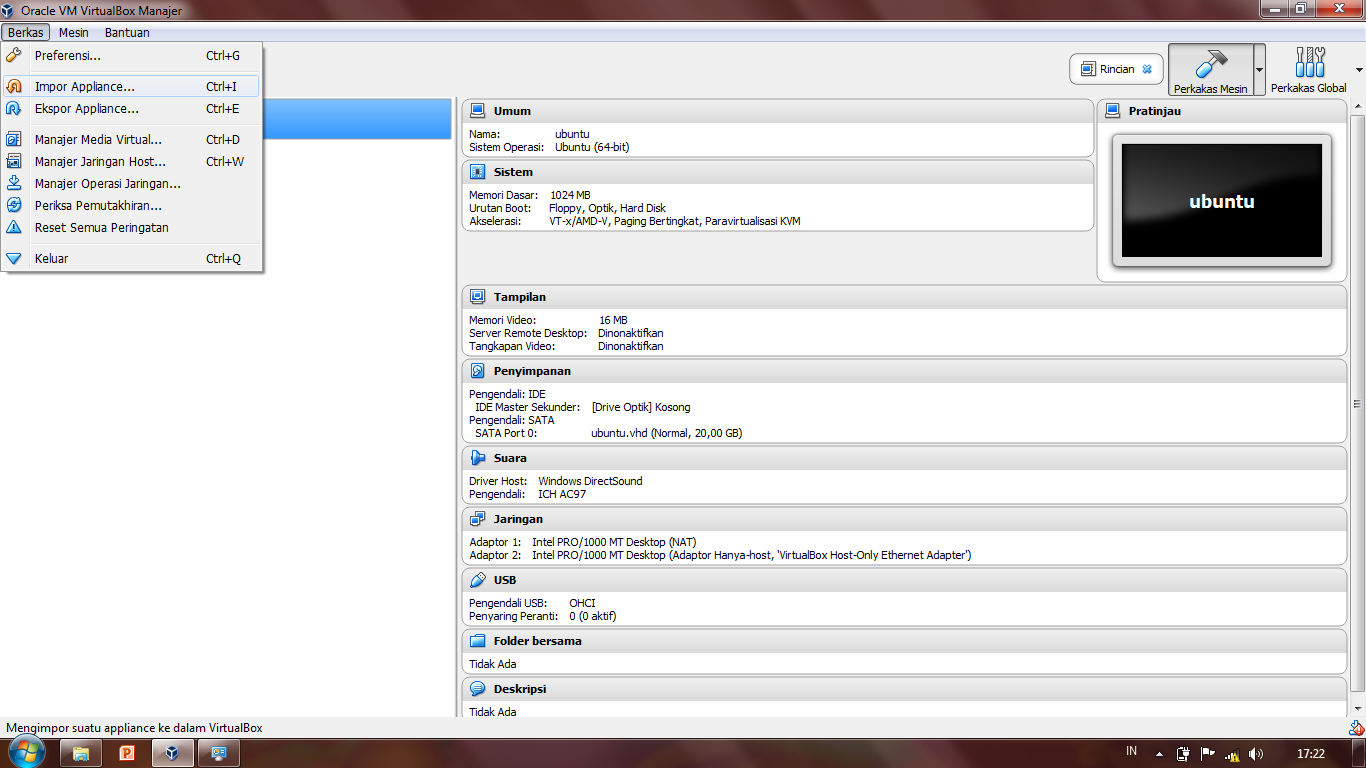 Oracle VM VirtualBox Manajer
Berkas Mesin Bantuan
Preferensi... Ctrl+G
Impor Appliance... Ctrl+I
Ekspor Appliance... Ctrl+E
Manajer Media Virtual... Ctrl+D
Manajer Jaringan Host... Ctrl+W
Manajer Operasi Jaringan...
Periksa Pemutakhiran...
Reset Semua Peringatan
Keluar Ctrl+Q
Rincian
Perkakas Mesin
Perkakas Global
Umum
Nama: ubuntu
Sistem Operasi: Ubuntu (64-bit)
Pratinjau
ubuntu
Sistem
Memori Dasar: 1024 MB
Urutan Boot: Floppy, Optik, Hard Disk
Akselerasi: VT-x/AMD-V, Paging Bertingkat, Paravirtualisasi KVM
Tampilan
Memori Video: 16 MB
Server Remote Desktop: Dinonaktifkan
Tangkapan Video: Dinonaktifkan
Penyimpanan
Pengendali: IDE
IDE Master Sekunder: [Drive Optik] Kosong
Pengendali: SATA
SATA Port 0: ubuntu.vhd (Normal, 20,00 GB)
Suara
Driver Host: Windows DirectSound
Pengendali: ICH AC97
Jaringan
Adaptor 1: Intel PRO/1000 MT Desktop (NAT)
Adaptor 2: Intel PRO/1000 MT Desktop (Adaptor Hanya-host, 'VirtualBox Host-Only Ethernet Adapter')
USB
Pengendali USB: OHCI
Penyaring Peranti: 0 (0 aktif)
Folder bersama
Tidak Ada
Deskripsi
Tidak Ada
Mengimpor suatu appliance ke dalam VirtualBox
IN
17:22